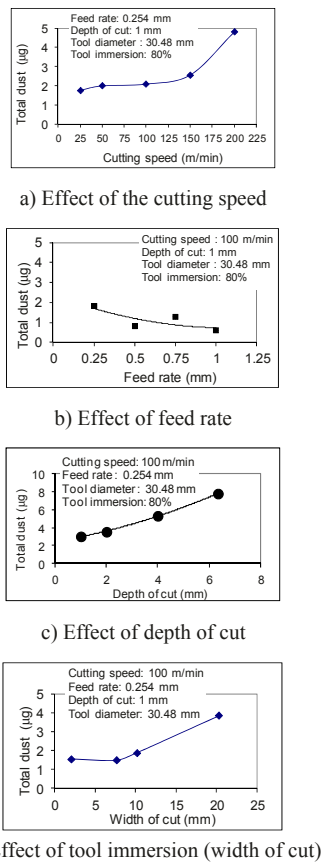 Feed rate: 0.254 mm
Depth of cut: 1 mm
Tool diameter : 30.48 mm
Tool immersion: 80%
Total dust (µg)
5
4
3
2
1
0
0 25 50 75 100 125 150 175 200 225
Cutting speed (m/min)
a) Effect of the cutting speed
Cutting speed : 100 m/min
Depth of cut: 1 mm
Tool diameter : 30.48 mm
Tool immersion: 80%
Total dust (µg)
5
4
3
2
1
0
0 0.25 0.5 0.75 1 1.25
Feed rate (mm)
b) Effect of feed rate
Cutting speed: 100 m/min
Feed rate : 0.254 mm
Tool diameter : 30.48 mm
Tool immersion: 80%
Total dust (µg)
10
8
6
4
2
0
0 2 4 6 8
Depth of cut (mm)
c) Effect of depth of cut
Cutting speed: 100 m/min
Feed rate: 0.254 mm
Depth of cut: 1 mm
Tool diameter: 30.48 mm
Total dust (µg)
5
4
3
2
1
0
0 5 10 15 20 25
Width of cut (mm)
ffect of tool immersion (width of cut)